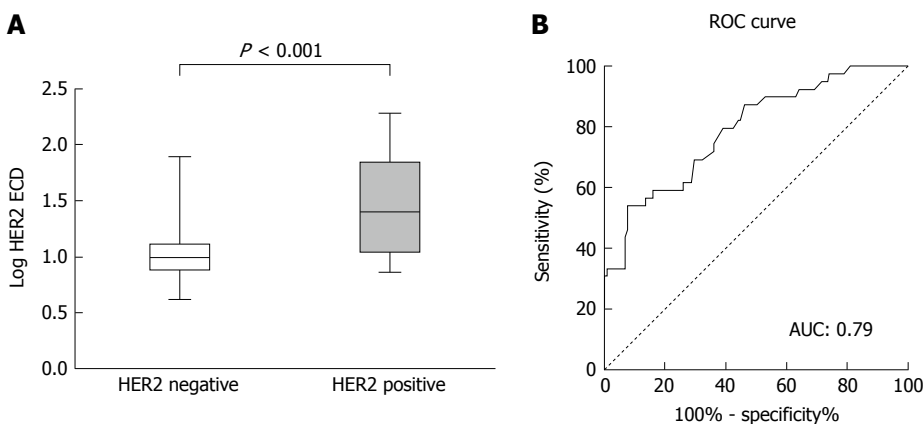 A
P < 0.001
Log HER2 ECD
2.5
2.0
1.5
1.0
0.5
0.0
HER2 negative
HER2 positive
B
ROC curve
Sensitivity (%)
100
80
60
40
20
0
AUC: 0.79
0
20
40
60
80
100
100% - specificity%